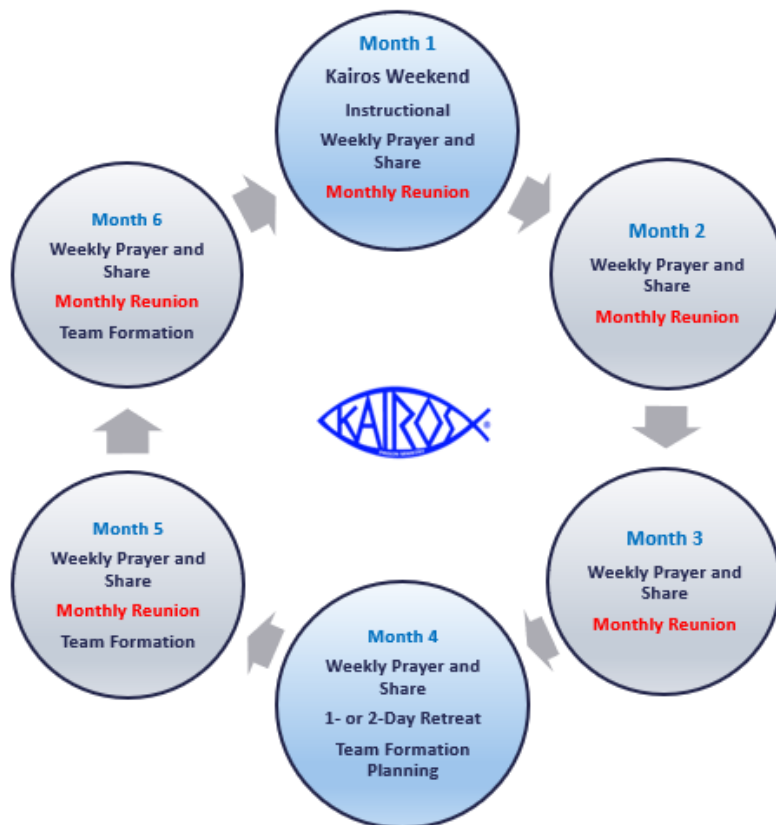 Month 1
Kairos Weekend
Instructional
Weekly Prayer and
Share
Monthly Reunion
Month 2
Weekly Prayer and
Share
Monthly Reunion
Month 3
Weekly Prayer and
Share
Monthly Reunion
Month 4
Weekly Prayer and
Share
1- or 2-Day Retreat
Team Formation
Planning
Month 5
Weekly Prayer and
Share
Monthly Reunion
Team Formation
Month 6
Weekly Prayer and
Share
Monthly Reunion
Team Formation
KAIROS
®